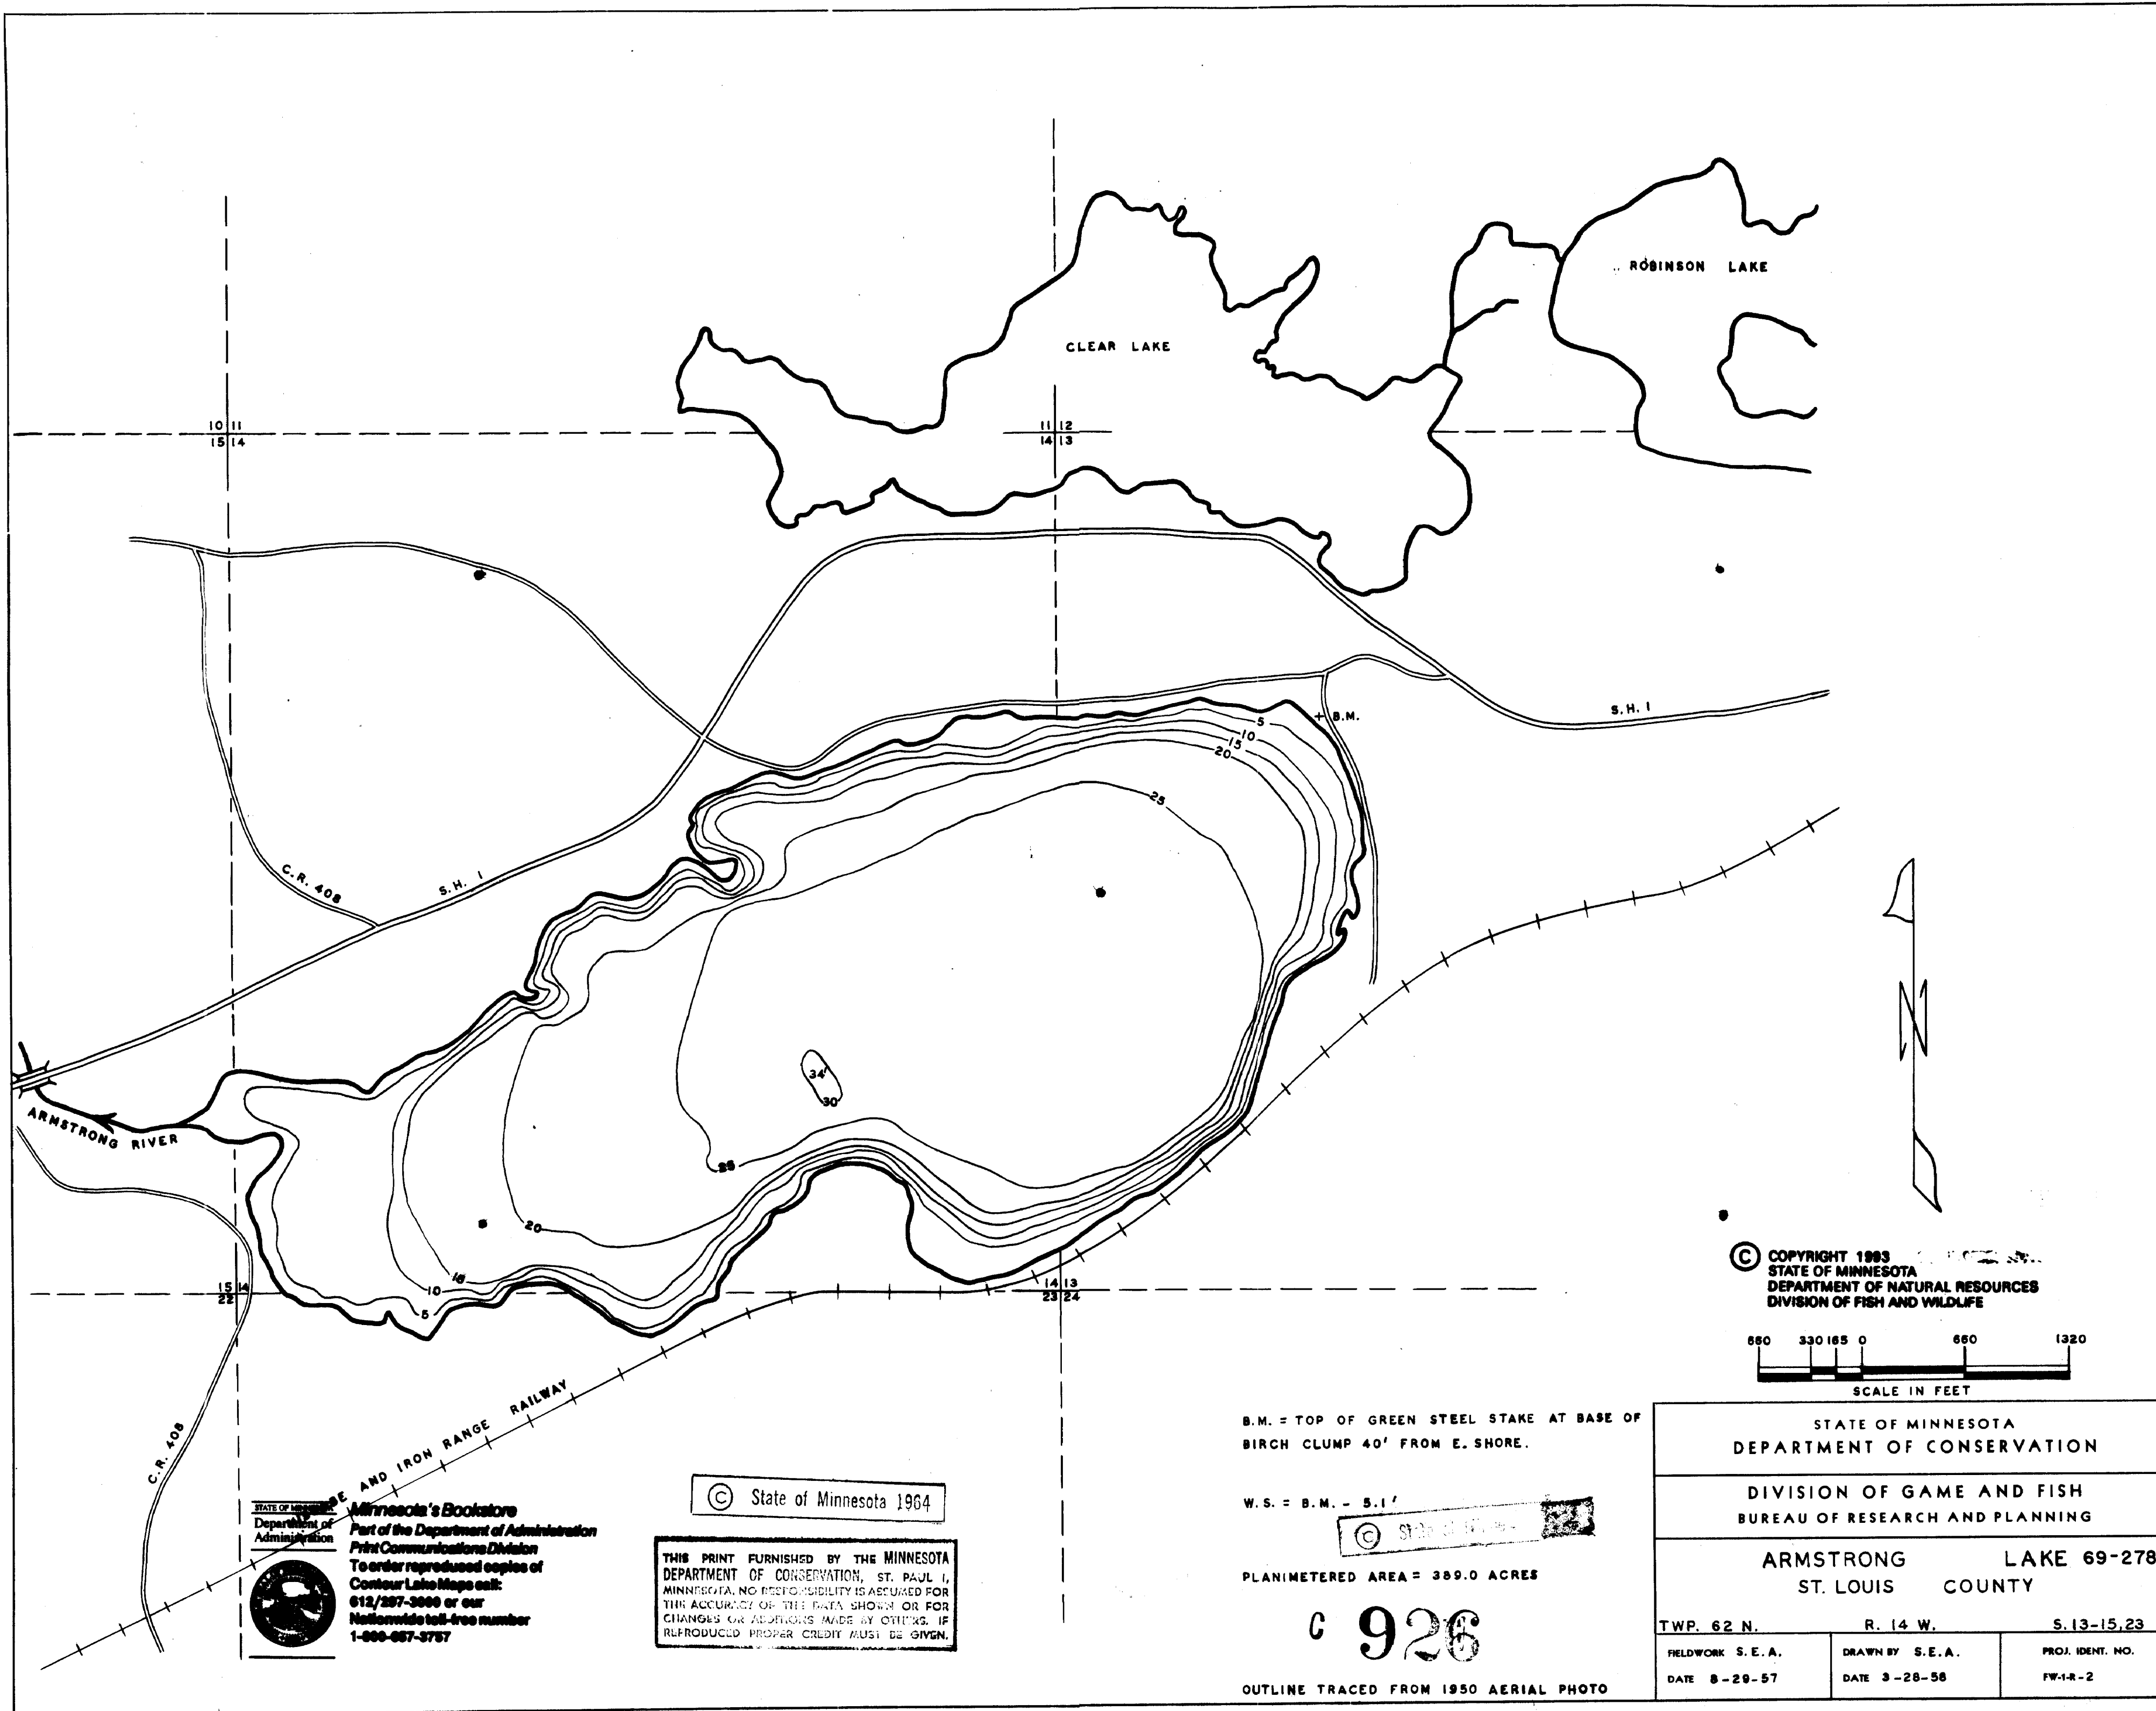 ROBINSON LAKE
CLEAR LAKE
10 11
15 14
11 12
14 13
S. H. 1
B.M.
5
10
15
20
25
C.R. 408
S. H. 1
34'
30
N
ARMSTRONG RIVER
25
20
15 14
22
10
5
14 13
23 24
C.R. 408
AND IRON RANGE RAILWAY
© COPYRIGHT 1993
STATE OF MINNESOTA
DEPARTMENT OF NATURAL RESOURCES
DIVISION OF FISH AND WILDLIFE
660 330 165 0 660 1320
SCALE IN FEET
B.M. = TOP OF GREEN STEEL STAKE AT BASE OF
BIRCH CLUMP 40' FROM E. SHORE.
W.S. = B.M. - 5.1'
PLANIMETERED AREA = 389.0 ACRES
C 926
OUTLINE TRACED FROM 1950 AERIAL PHOTO
© State of Minnesota 1964
THIS PRINT FURNISHED BY THE MINNESOTA
DEPARTMENT OF CONSERVATION, ST. PAUL 1,
MINNESOTA. NO RESPONSIBILITY IS ASSUMED FOR
THE ACCURACY OF THE DATA SHOWN OR FOR
CHANGES OR ADDITIONS MADE BY OTHERS. IF
REPRODUCED PROPER CREDIT MUST BE GIVEN.
STATE OF
Department of
Administration
Minnesota's Bookstore
Part of the Department of Administration
Print Communications Division
To order reproduced copies of
Contour Lake Maps call:
612/297-3000 or our
Nationwide toll-free number
1-800-657-3757
STATE OF MINNESOTA
DEPARTMENT OF CONSERVATION
DIVISION OF GAME AND FISH
BUREAU OF RESEARCH AND PLANNING
ARMSTRONG LAKE 69-278
ST. LOUIS COUNTY
TWP. 62 N. R. 14 W. S. 13-15,23
FIELDWORK S.E.A. DRAWN BY S.E.A. PROJ. IDENT. NO.
DATE 8-29-57 DATE 3-28-58 FW-1-R-2